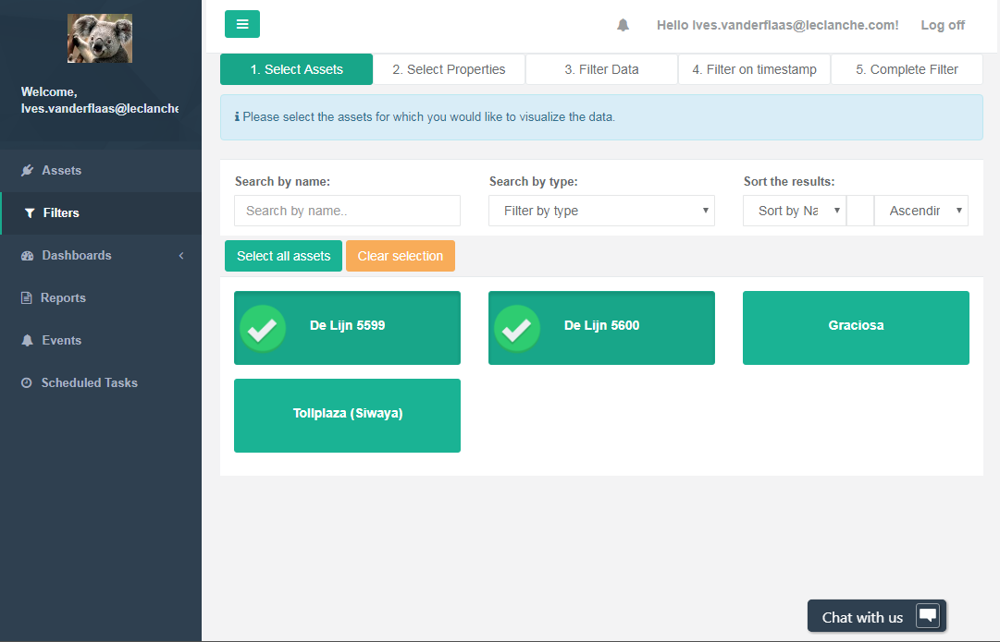 Hello Ives.vanderflaas@leclanche.com!
Log off
Welcome,
Ives.vanderflaas@leclanche
Assets
Filters
Dashboards
Reports
Events
Scheduled Tasks
1. Select Assets
2. Select Properties
3. Filter Data
4. Filter on timestamp
5. Complete Filter
Please select the assets for which you would like to visualize the data.
Search by name:
Search by type:
Sort the results:
Search by name..
Filter by type
Sort by Na
Ascendir
Select all assets
Clear selection
De Lijn 5599
De Lijn 5600
Graciosa
Tollplaza (Siwaya)
Chat with us